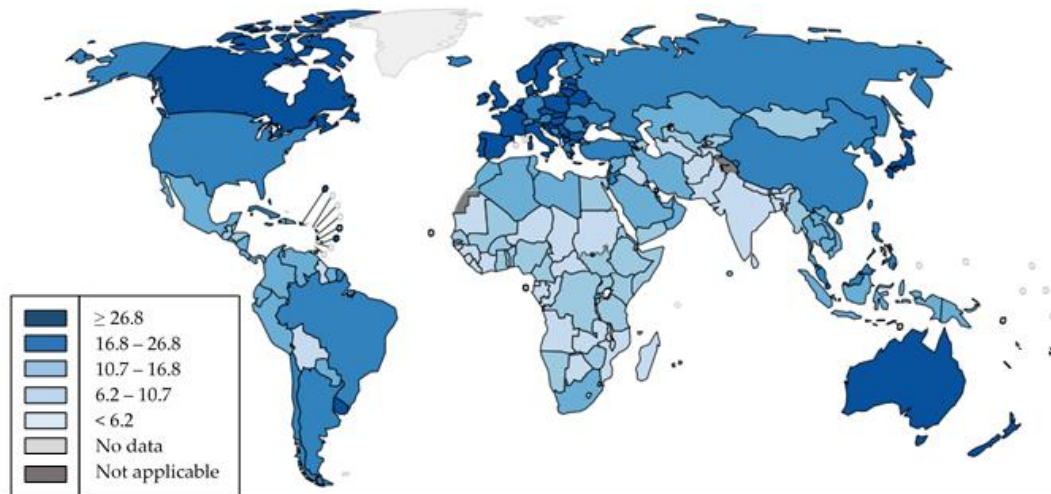 ≥ 26.8
16.8 – 26.8
10.7 – 16.8
6.2 – 10.7
< 6.2
No data
Not applicable